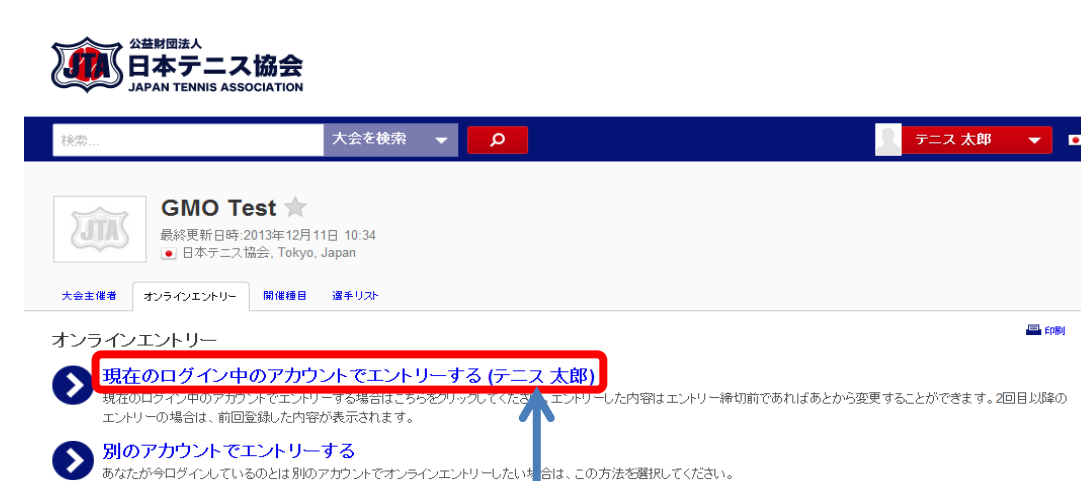 JTA
公益財団法人
日本テニス協会
JAPAN TENNIS ASSOCIATION
検索... 大会を検索 テニス 太郎
JTA
GMO Test
最終更新日時:2013年12月11日 10:34
日本テニス協会, Tokyo, Japan
大会主催者 オンラインエントリー 開催種目 選手リスト
オンラインエントリー 印刷
現在のログイン中のアカウントでエントリーする (テニス 太郎)
現在のログイン中のアカウントでエントリーする場合はこちらをクリックしてください。エントリーした内容はエントリー締切前であればあとから変更することができます。2回目以降の
エントリーの場合は、前回登録した内容が表示されます。
別のアカウントでエントリーする
あなたが今ログインしているのとは別のアカウントでオンラインエントリーしたい場合は、この方法を選択してください。